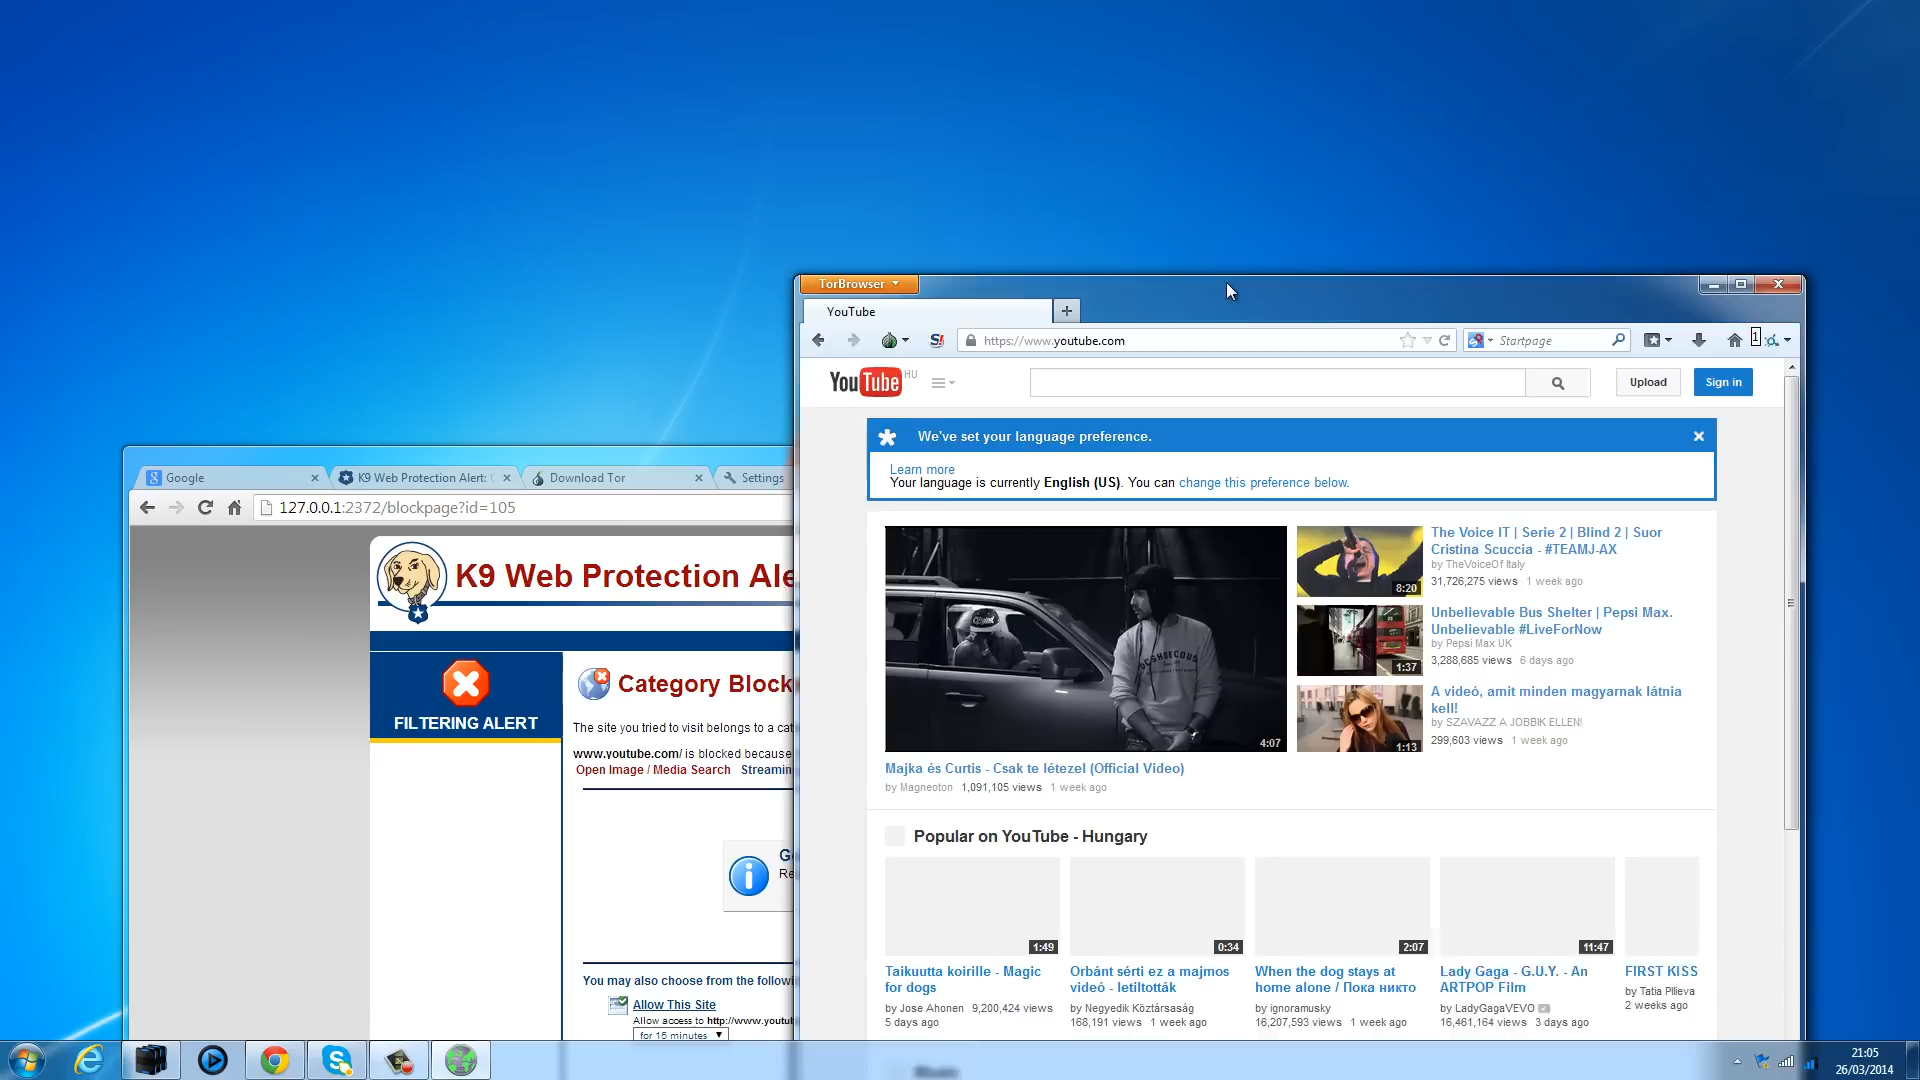 TorBrowser
YouTube
https://www.youtube.com
Startpage
1
YouTube HU
Upload
Sign in
We've set your language preference.
Learn more
Your language is currently English (US). You can change this preference below.
4:07
Majka és Curtis - Csak te létezel (Official Video)
by Magneoton 1,091,105 views 1 week ago
8:20
The Voice IT | Serie 2 | Blind 2 | Suor
Cristina Scuccia - #TEAMJ-AX
by TheVoiceOf Italy
31,726,275 views 1 week ago
1:37
Unbelievable Bus Shelter | Pepsi Max.
Unbelievable #LiveForNow
by Pepsi Max UK
3,288,685 views 6 days ago
1:13
A videó, amit minden magyarnak látnia
kell!
by SZAVAZZ A JOBBIK ELLEN!
299,603 views 1 week ago
Popular on YouTube - Hungary
1:49
Taikuutta koirille - Magic
for dogs
by Jose Ahonen 9,200,424 views
5 days ago
0:34
Orbánt sérti ez a majmos
videó - letiltották
by Negyedik Köztársaság
168,191 views 1 week ago
2:07
When the dog stays at
home alone / Пока никто
by ignoramusky
16,207,593 views 1 week ago
11:47
Lady Gaga - G.U.Y. - An
ARTPOP Film
by LadyGagaVEVO
16,461,164 views 3 days ago
FIRST KISS
by Tatia PIlieva
2 weeks ago
Google
K9 Web Protection Alert:
Download Tor
Settings
127.0.0.1:2372/blockpage?id=105
K9 Web Protection Ale
FILTERING ALERT
Category Block
The site you tried to visit belongs to a cat
www.youtube.com/ is blocked because
Open Image / Media Search Streamin
G
Re
You may also choose from the followi
Allow This Site
Allow access to http://www.youtu
for 15 minutes
21:05
26/03/2014